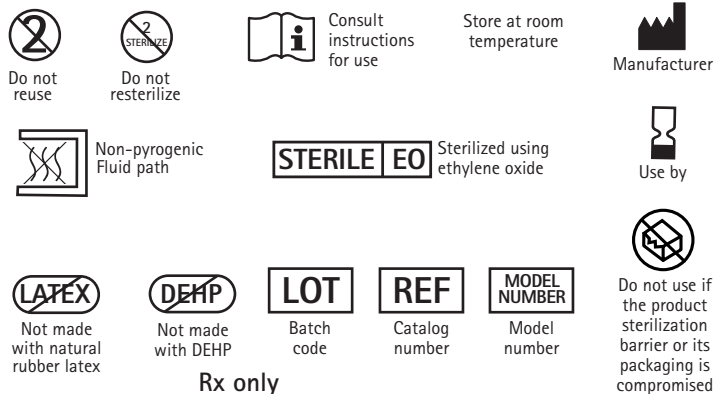 2
Do not
reuse
2
STERILIZE
Do not
resterilize
i
Consult
instructions
for use
Store at room
temperature
Manufacturer
Non-pyrogenic
Fluid path
STERILE EO
Sterilized using
ethylene oxide
Use by
LATEX
Not made
with natural
rubber latex
DEHP
Not made
with DEHP
LOT
Batch
code
REF
Catalog
number
MODEL
NUMBER
Model
number
Do not use if
the product
sterilization
barrier or its
packaging is
compromised
Rx only